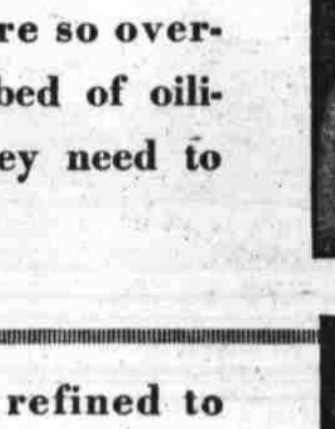 re so over-
bed of oili-
ey need to
refined to